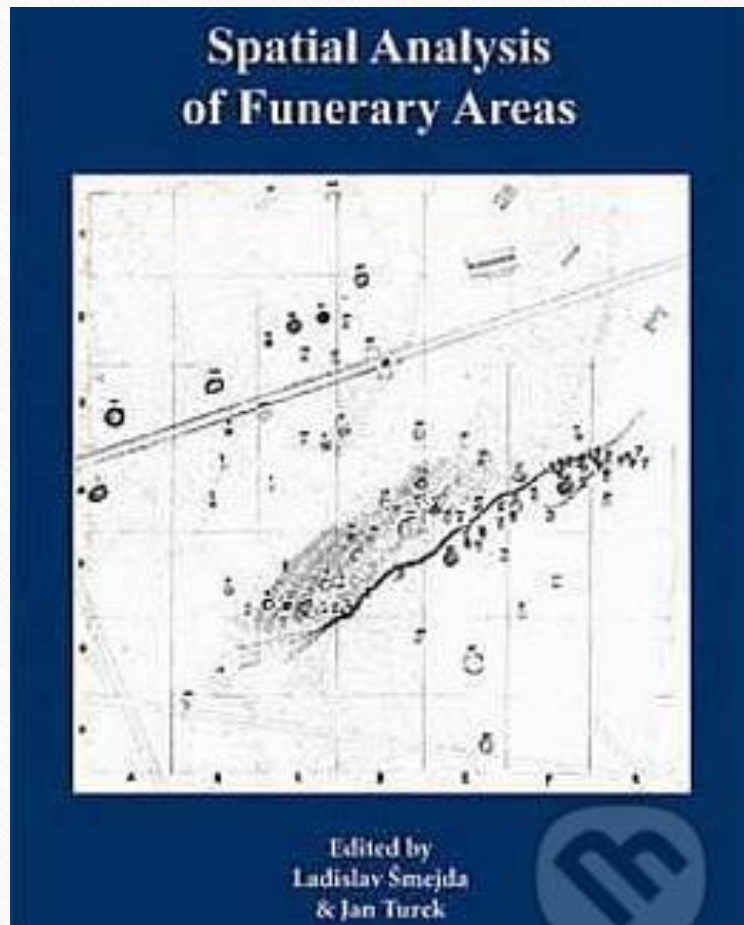 Spatial Analysis
of Funerary Areas
A
B
C
D
E
F
Edited by
Ladislav Šmejda
& Jan Turek